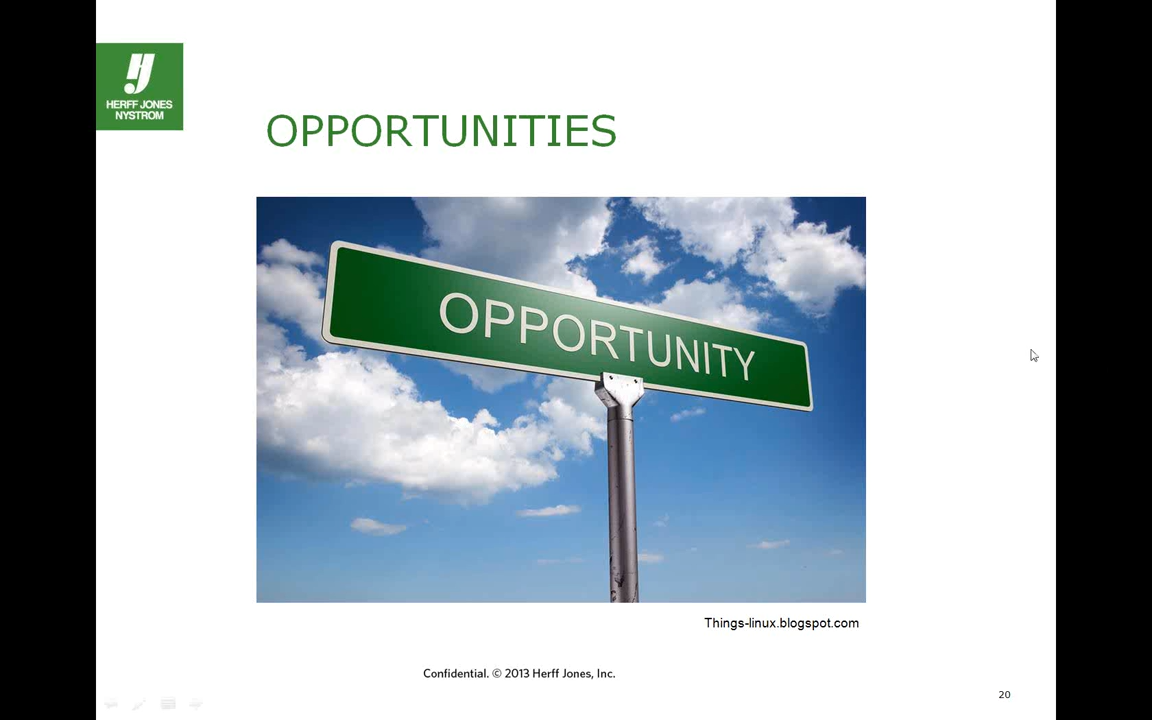 HERFF JONES
NYSTROM
OPPORTUNITIES
OPPORTUNITY
Things-linux.blogspot.com
Confidential. © 2013 Herff Jones, Inc.
20